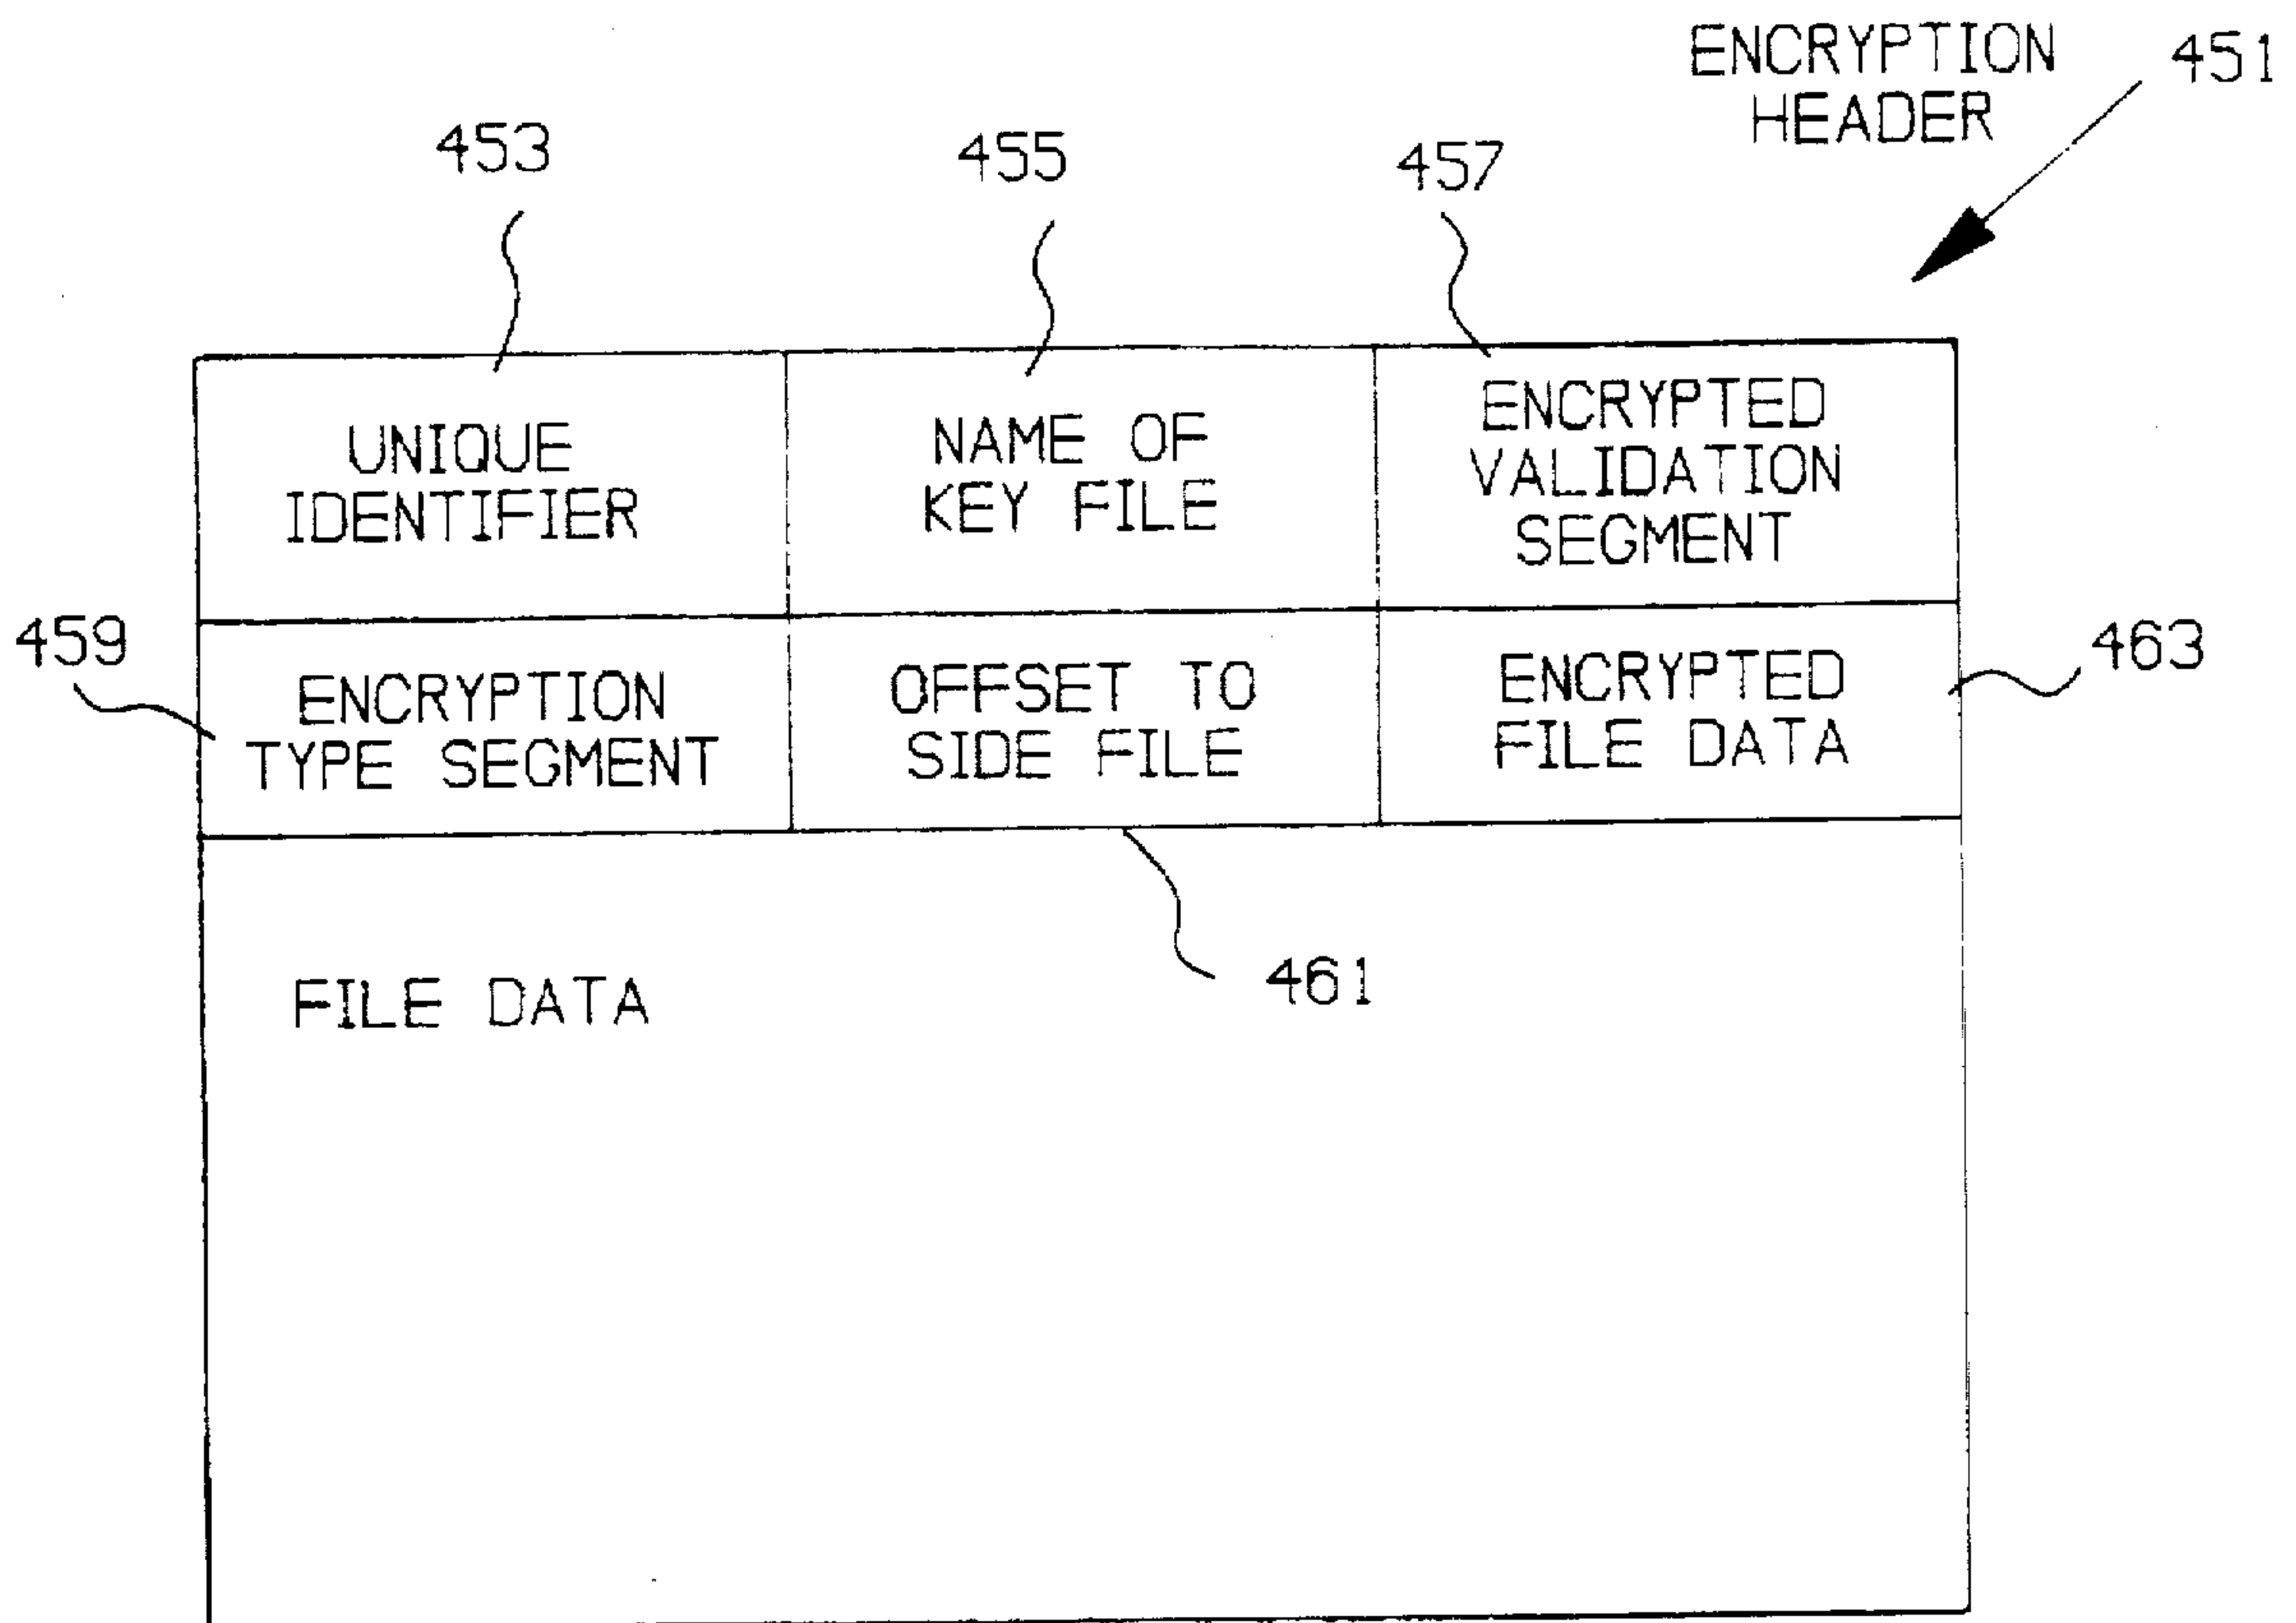 ENCRYPTION
HEADER
451
453
455
457
UNIQUE
IDENTIFIER
NAME OF
KEY FILE
ENCRYPTED
VALIDATION
SEGMENT
459
ENCRYPTION
TYPE SEGMENT
OFFSET TO
SIDE FILE
ENCRYPTED
FILE DATA
463
461
FILE DATA